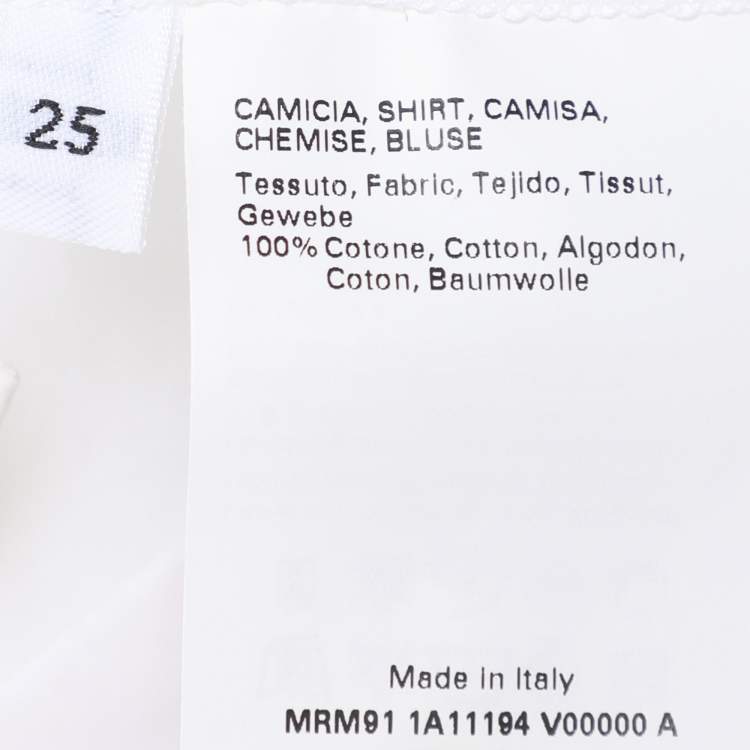 25
CAMICIA, SHIRT, CAMISA,
CHEMISE, BLUSE
Tessuto, Fabric, Tejido, Tissut,
Gewebe
100% Cotone, Cotton, Algodon,
Coton, Baumwolle
Made in Italy
MRM91 1A11194 V00000 A